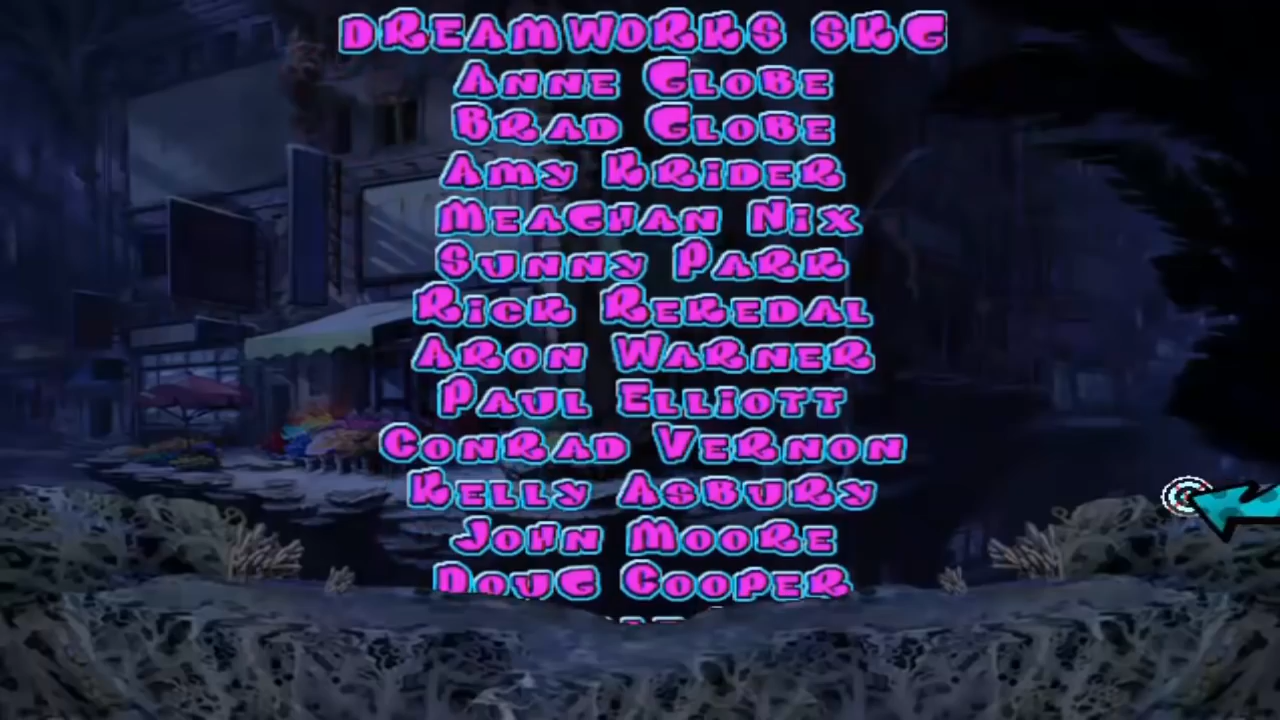 DREAMWORKS SKG
ANNE GLOBE
BRAD GLOBE
AMY KRIDER
MEAGHAN NIX
SUNNY PARK
RICK REKEDAL
ARON WARNER
PAUL ELLIOTT
CONRAD VERNON
KELLY ASBURY
JOHN MOORE
DOUG COOPER